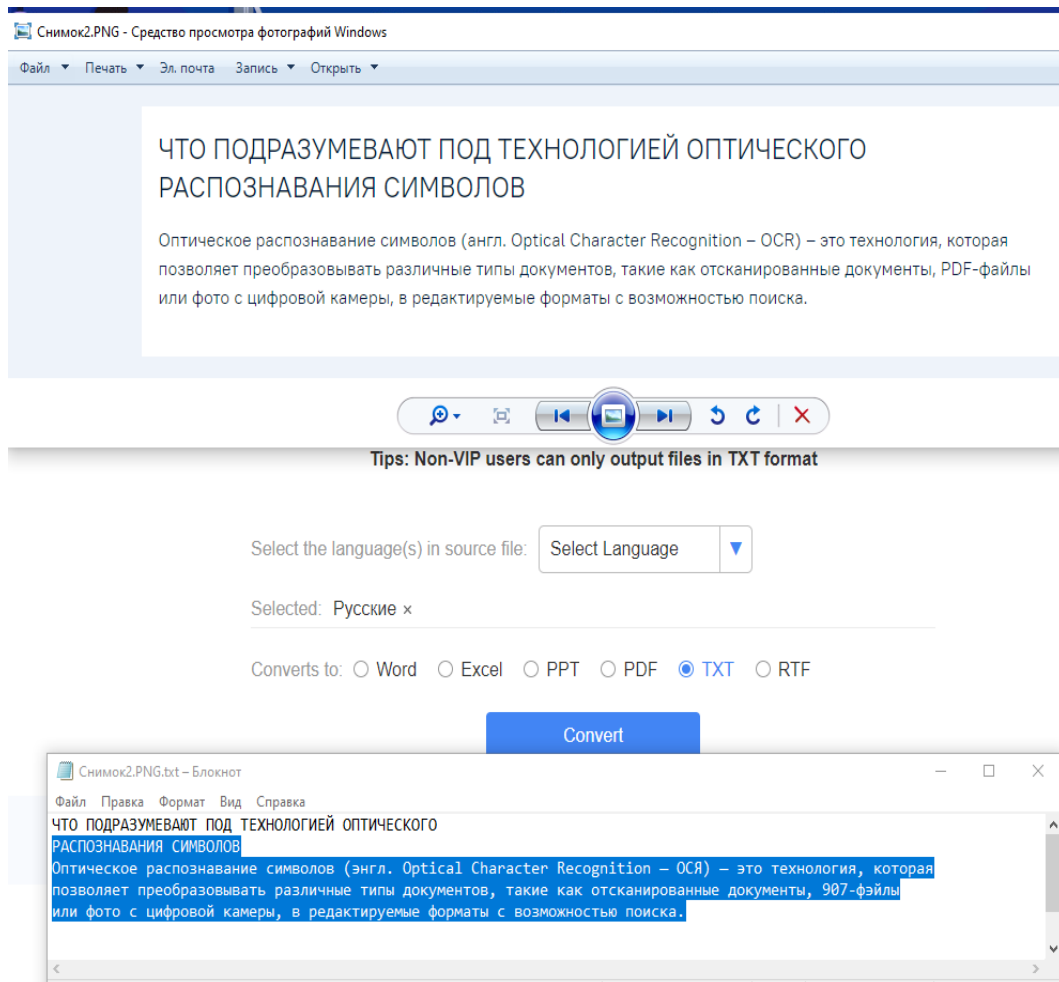 Снимок2.PNG - Средство просмотра фотографий Windows
Файл Печать Эл. почта Запись Открыть
ЧТО ПОДРАЗУМЕВАЮТ ПОД ТЕХНОЛОГИЕЙ ОПТИЧЕСКОГО
РАСПОЗНАВАНИЯ СИМВОЛОВ
Оптическое распознавание символов (англ. Optical Character Recognition – OCR) – это технология, которая
позволяет преобразовывать различные типы документов, такие как отсканированные документы, PDF-файлы
или фото с цифровой камеры, в редактируемые форматы с возможностью поиска.
Tips: Non-VIP users can only output files in TXT format
Select the language(s) in source file: Select Language
Selected: Русские ×
Converts to: Word Excel PPT PDF TXT RTF
Convert
Снимок2.PNG.txt – Блокнот
Файл Правка Формат Вид Справка
ЧТО ПОДРАЗУМЕВАЮТ ПОД ТЕХНОЛОГИЕЙ ОПТИЧЕСКОГО
РАСПОЗНАВАНИЯ СИМВОЛОВ
Оптическое распознавание символов (энгл. Optical Character Recognition — ОСЯ) — это технология, которая
позволяет преобразовывать различные типы документов, такие как отсканированные документы, 907-фэйлы
или фото с цифровой камеры, в редактируемые форматы с возможностью поиска.